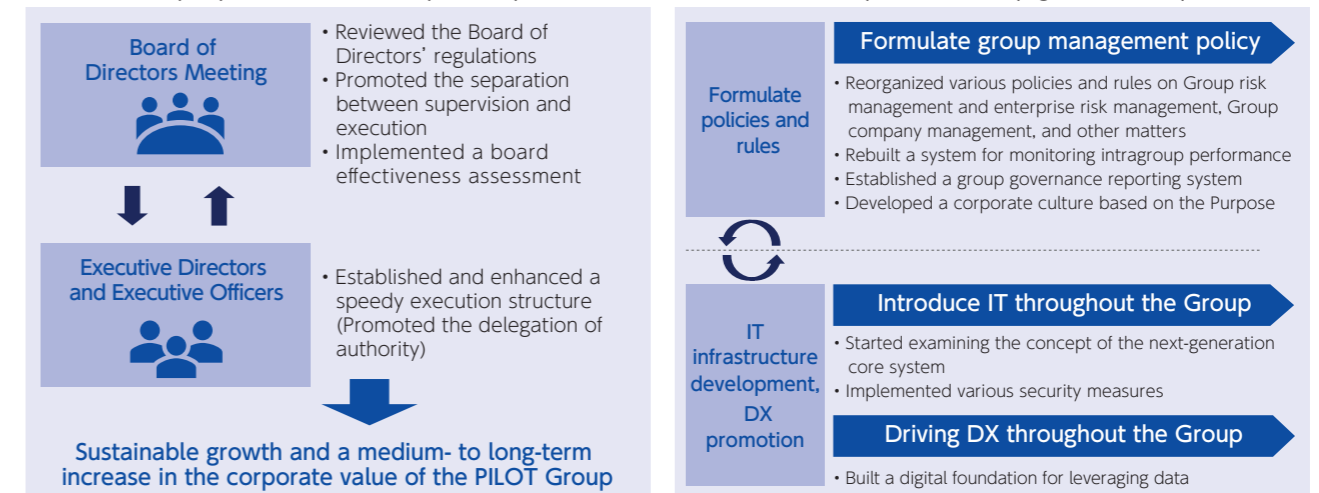 Board of
Directors Meeting
• Reviewed the Board of
Directors’ regulations
• Promoted the separation
between supervision and
execution
• Implemented a board
effectiveness assessment
Executive Directors
and Executive Officers
• Established and enhanced a
speedy execution structure
(Promoted the delegation of
authority)
Sustainable growth and a medium- to long-term
increase in the corporate value of the PILOT Group
Formulate
policies and
rules
Formulate group management policy
• Reorganized various policies and rules on Group risk
management and enterprise risk management, Group
company management, and other matters
• Rebuilt a system for monitoring intragroup performance
• Established a group governance reporting system
• Developed a corporate culture based on the Purpose
IT
infrastructure
development,
DX
promotion
Introduce IT throughout the Group
• Started examining the concept of the next-generation
core system
• Implemented various security measures
Driving DX throughout the Group
• Built a digital foundation for leveraging data